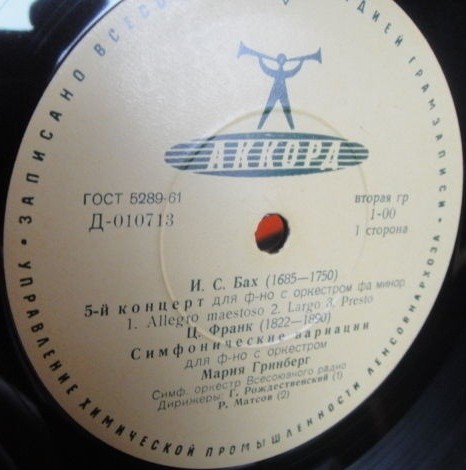 УПРАВЛЕНИЕ ХИМИЧЕСКОЙ ПРОМЫШЛЕННОСТИ ЛЕНСОВНАРХОЗА • ЗАПИСАНО ВСЕСО ДИЕЙ ГРАМЗАПИСИ •
АККОРД
ГОСТ 5289-61
Д-010713
вторая гр
1-00
1 сторона
И. С. Бах (1685—1750)
5-й концерт для ф-но с оркестром фа минор
1. Allegro maestoso 2. Largo 3. Presto
Ц. Франк (1822—1890)
Симфонические вариации
для ф-но с оркестром
Мария Гринберг
Симф. оркестр Всесоюзного радио
Дирижеры: Г. Рождественский (1)
Р. Матсов (2)